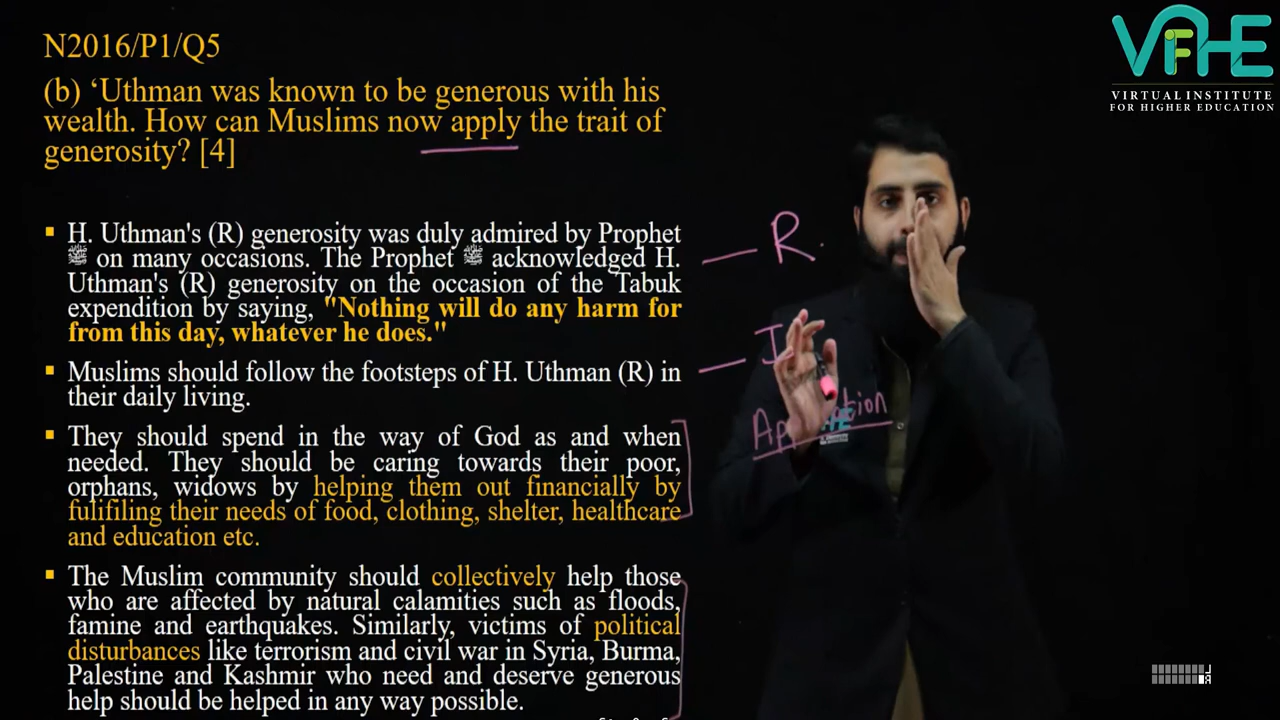 N2016/P1/Q5
(b) ‘Uthman was known to be generous with his
wealth. How can Muslims now apply the trait of
generosity? [4]
H. Uthman's (R) generosity was duly admired by Prophet
ﷺ on many occasions. The Prophet ﷺ acknowledged H.
Uthman's (R) generosity on the occasion of the Tabuk
expendition by saying, "Nothing will do any harm for
from this day, whatever he does."
Muslims should follow the footsteps of H. Uthman (R) in
their daily living.
They should spend in the way of God as and when
needed. They should be caring towards their poor,
orphans, widows by helping them out financially by
fulifiling their needs of food, clothing, shelter, healthcare
and education etc.
The Muslim community should collectively help those
who are affected by natural calamities such as floods,
famine and earthquakes. Similarly, victims of political
disturbances like terrorism and civil war in Syria, Burma,
Palestine and Kashmir who need and deserve generous
help should be helped in any way possible.
R.
VIFHE
VIRTUAL INSTITUTE
FOR HIGHER EDUCATION
L
R